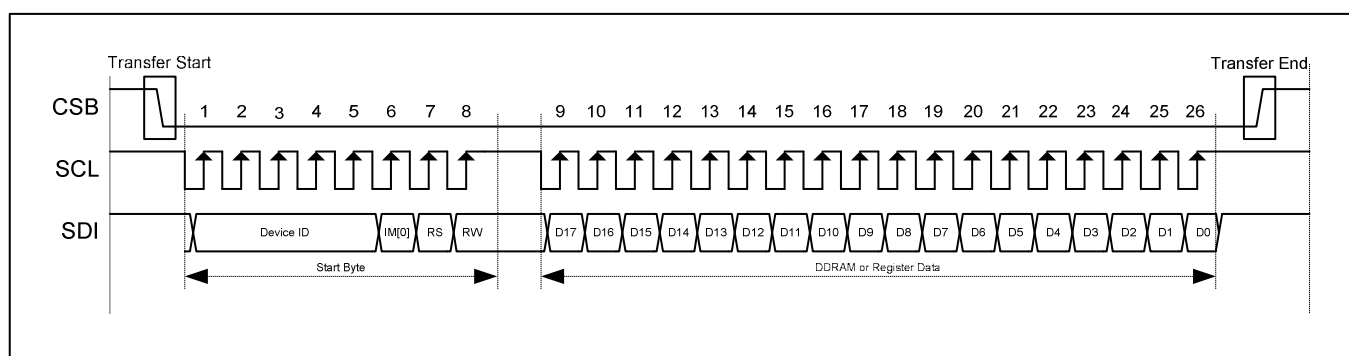 Transfer Start
Transfer End
CSB
1 2 3 4 5 6 7 8 9 10 11 12 13 14 15 16 17 18 19 20 21 22 23 24 25 26
SCL
SDI
Device ID IM[0] RS RW D17 D16 D15 D14 D13 D12 D11 D10 D9 D8 D7 D6 D5 D4 D3 D2 D1 D0
Start Byte
DDRAM or Register Data